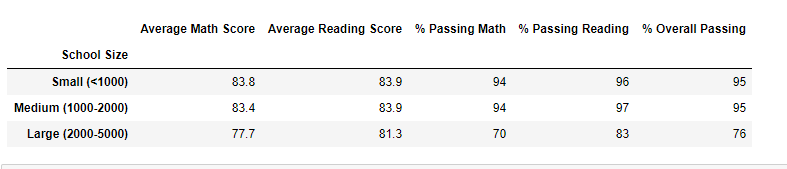 Average Math Score Average Reading Score % Passing Math % Passing Reading % Overall Passing
School Size
Small (<1000) 83.8 83.9 94 96 95
Medium (1000-2000) 83.4 83.9 94 97 95
Large (2000-5000) 77.7 81.3 70 83 76